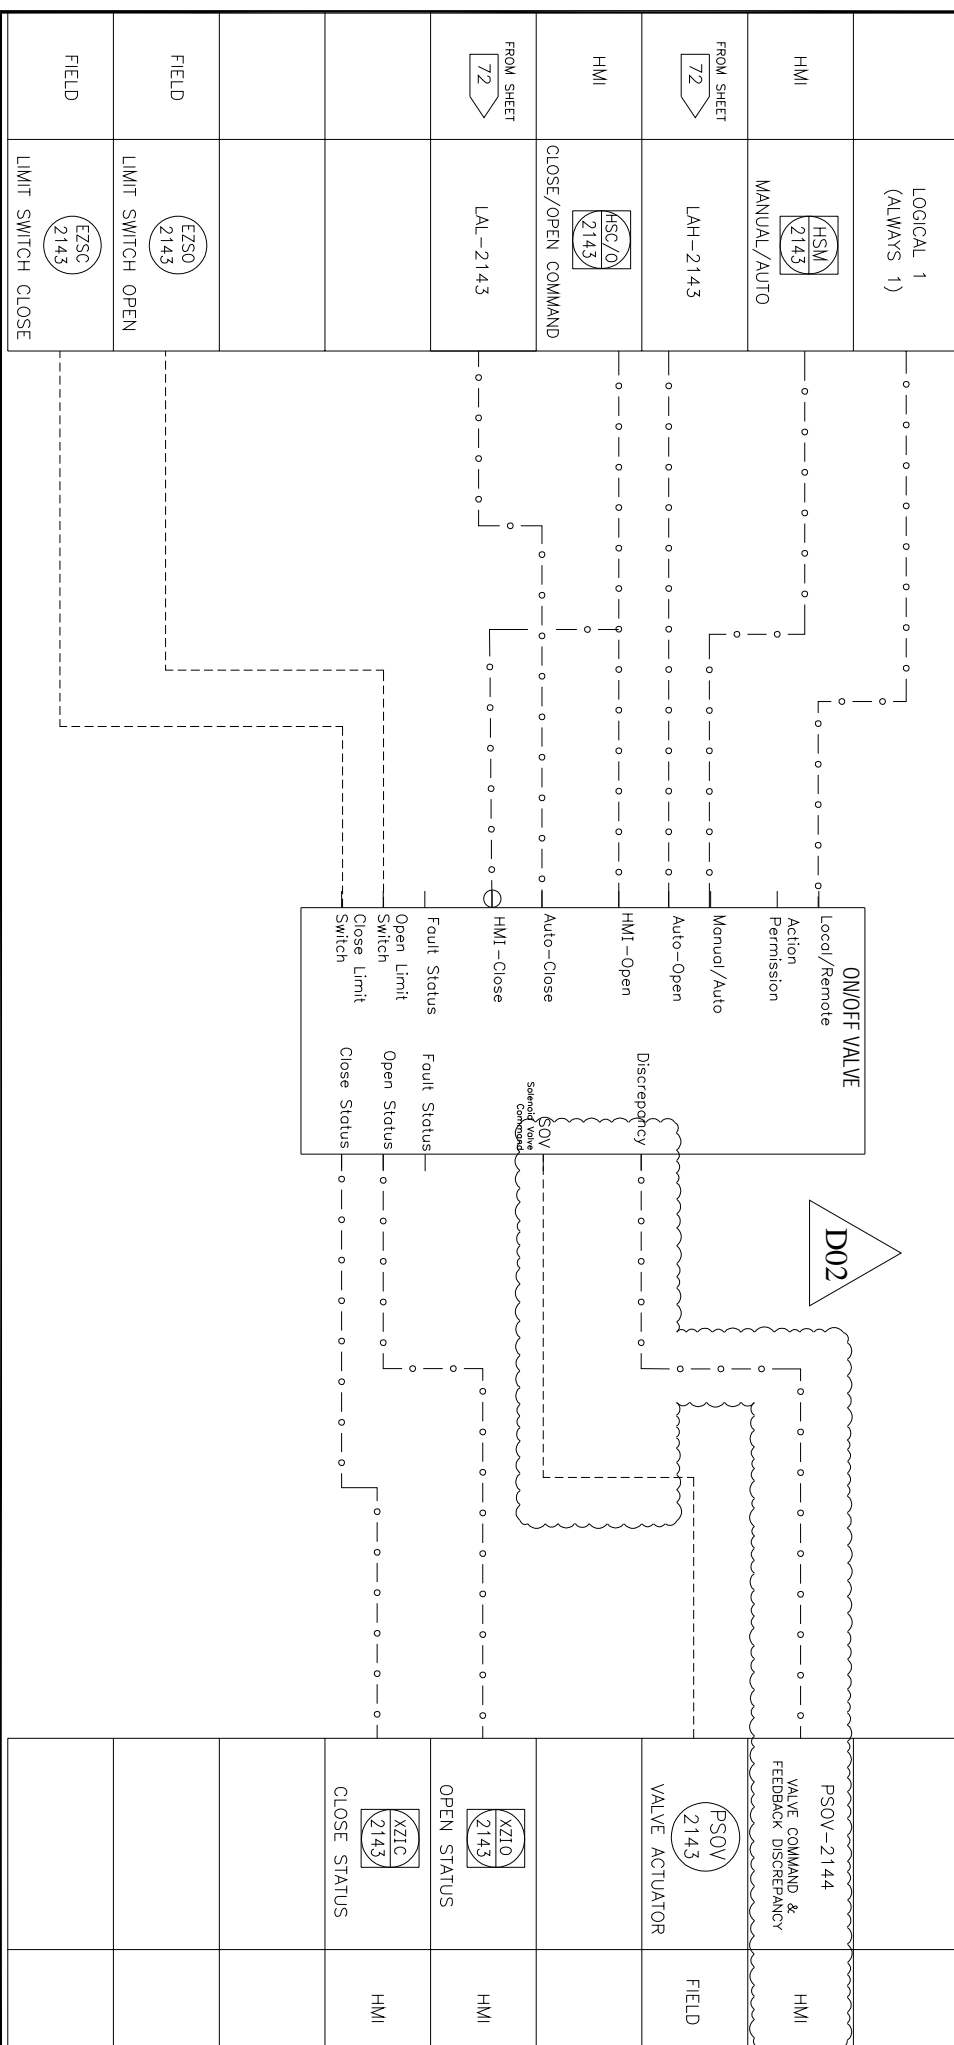 LOGICAL 1
(ALWAYS 1)
HMI
HSM
2143
MANUAL/AUTO
FROM SHEET
72
LAH-2143
HMI
HSC/O
2143
CLOSE/OPEN COMMAND
FROM SHEET
72
LAL-2143
FIELD
EZSO
2143
LIMIT SWITCH OPEN
FIELD
EZSC
2143
LIMIT SWITCH CLOSE
ON/OFF VALVE
Local/Remote
Action
Permission
Manual/Auto
Auto-Open
HMI-Open
Auto-Close
HMI-Close
Fault Status
Open Limit
Switch
Close Limit
Switch
Discrepancy
SOV
Solenoid Valve
Command
Fault Status
Open Status
Close Status
D02
PSOV-2144
VALVE COMMAND &
FEEDBACK DISCREPANCY
HMI
PSOV
2143
VALVE ACTUATOR
FIELD
XZIO
2143
OPEN STATUS
HMI
XZIC
2143
CLOSE STATUS
HMI